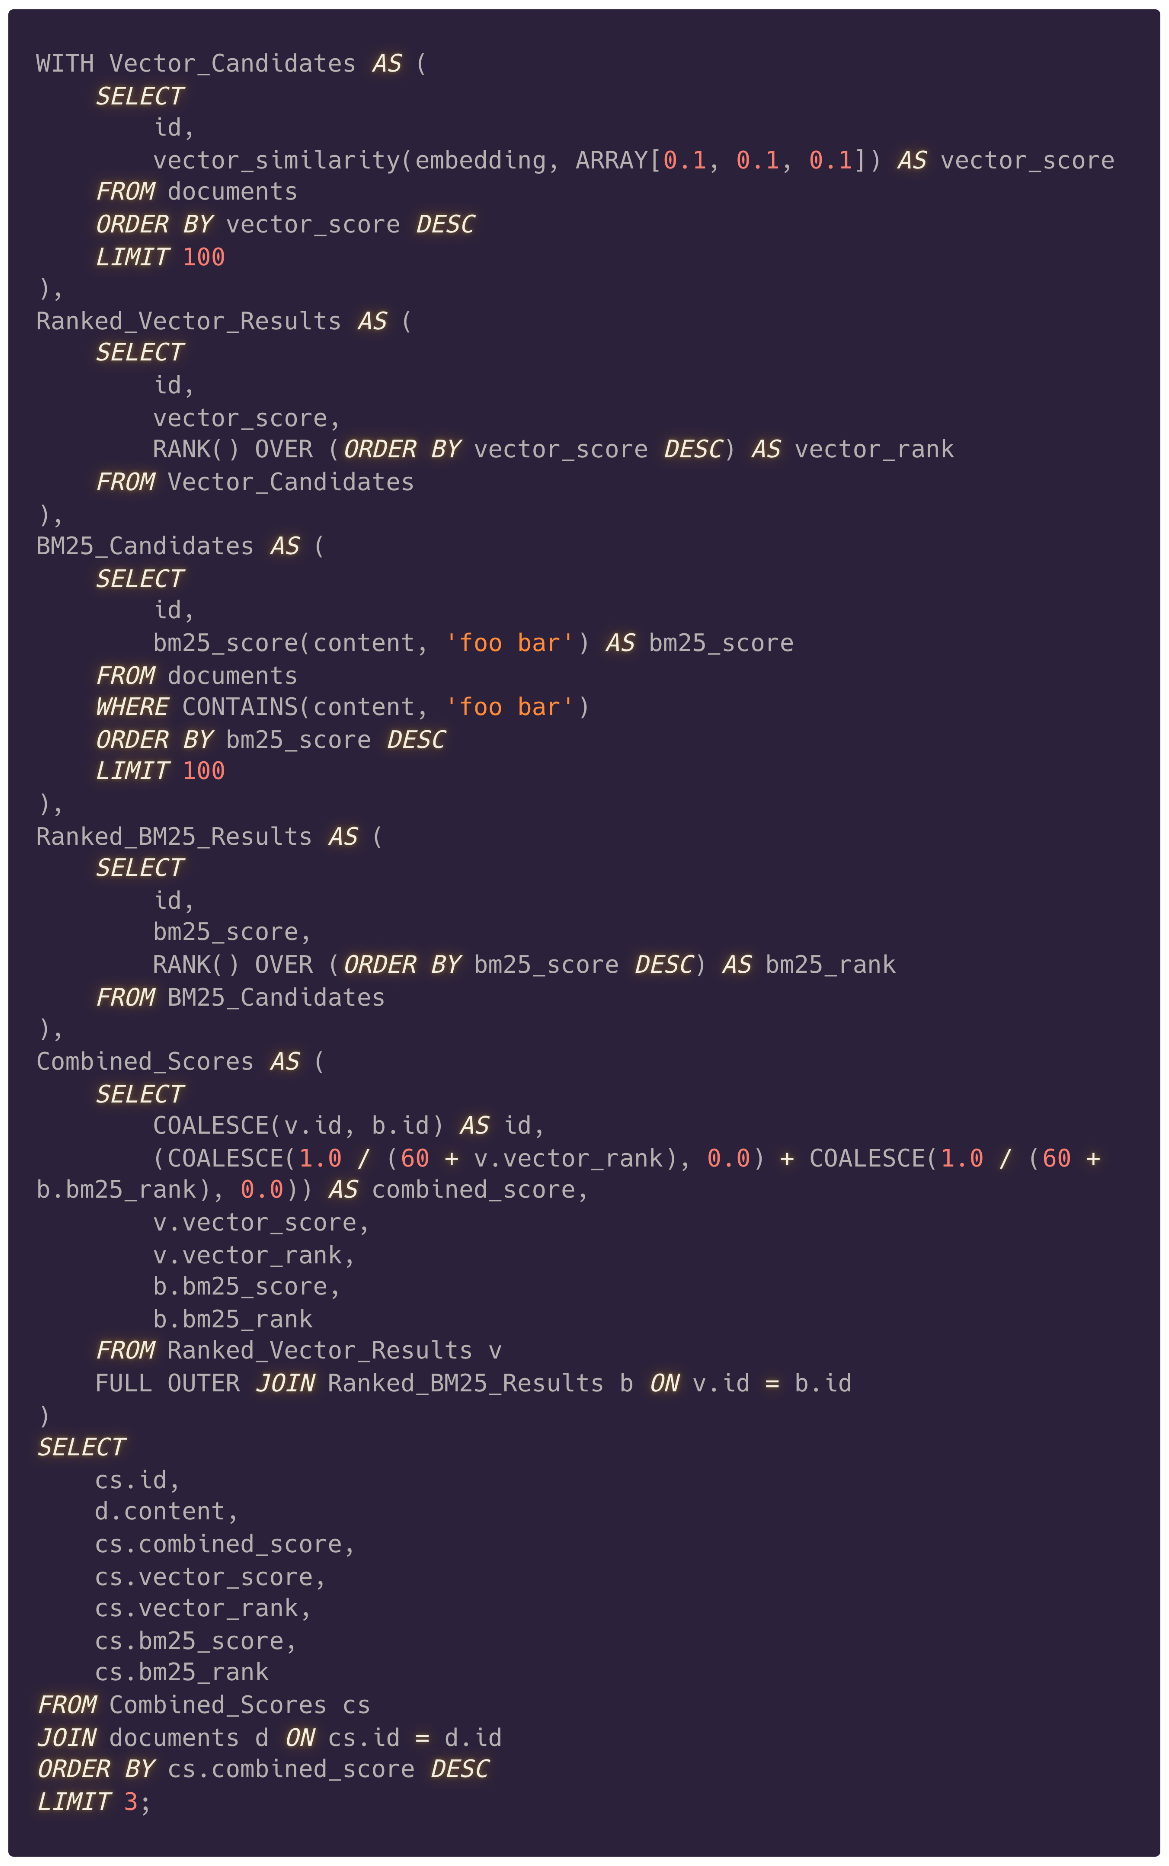 WITH Vector_Candidates AS (
    SELECT
        id,
        vector_similarity(embedding, ARRAY[0.1, 0.1, 0.1]) AS vector_score
    FROM documents
    ORDER BY vector_score DESC
    LIMIT 100
),
Ranked_Vector_Results AS (
    SELECT
        id,
        vector_score,
        RANK() OVER (ORDER BY vector_score DESC) AS vector_rank
    FROM Vector_Candidates
),
BM25_Candidates AS (
    SELECT
        id,
        bm25_score(content, 'foo bar') AS bm25_score
    FROM documents
    WHERE CONTAINS(content, 'foo bar')
    ORDER BY bm25_score DESC
    LIMIT 100
),
Ranked_BM25_Results AS (
    SELECT
        id,
        bm25_score,
        RANK() OVER (ORDER BY bm25_score DESC) AS bm25_rank
    FROM BM25_Candidates
),
Combined_Scores AS (
    SELECT
        COALESCE(v.id, b.id) AS id,
        (COALESCE(1.0 / (60 + v.vector_rank), 0.0) + COALESCE(1.0 / (60 +
b.bm25_rank), 0.0)) AS combined_score,
        v.vector_score,
        v.vector_rank,
        b.bm25_score,
        b.bm25_rank
    FROM Ranked_Vector_Results v
    FULL OUTER JOIN Ranked_BM25_Results b ON v.id = b.id
)
SELECT
    cs.id,
    d.content,
    cs.combined_score,
    cs.vector_score,
    cs.vector_rank,
    cs.bm25_score,
    cs.bm25_rank
FROM Combined_Scores cs
JOIN documents d ON cs.id = d.id
ORDER BY cs.combined_score DESC
LIMIT 3;